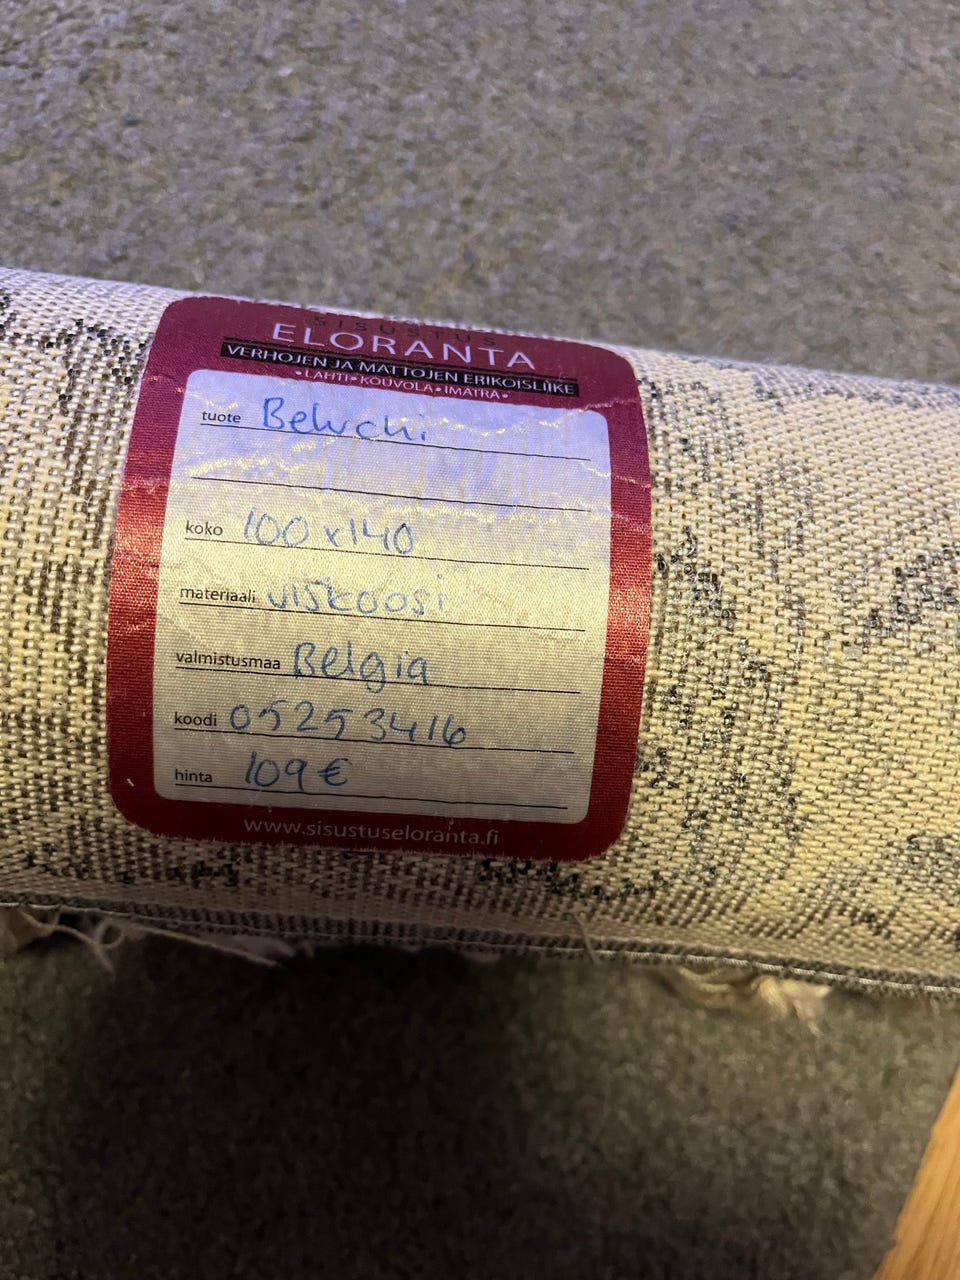 SISUSTUS
ELORANTA
VERHOJEN JA MATTOJEN ERIKOISLIIKE
• LAHTI • KOUVOLA • IMATRA •
tuote Beluchi
koko 100 x 140
materiaali viskoosi
valmistusmaa Belgia
koodi 05253416
hinta 109 €
www.sisustuseloranta.fi